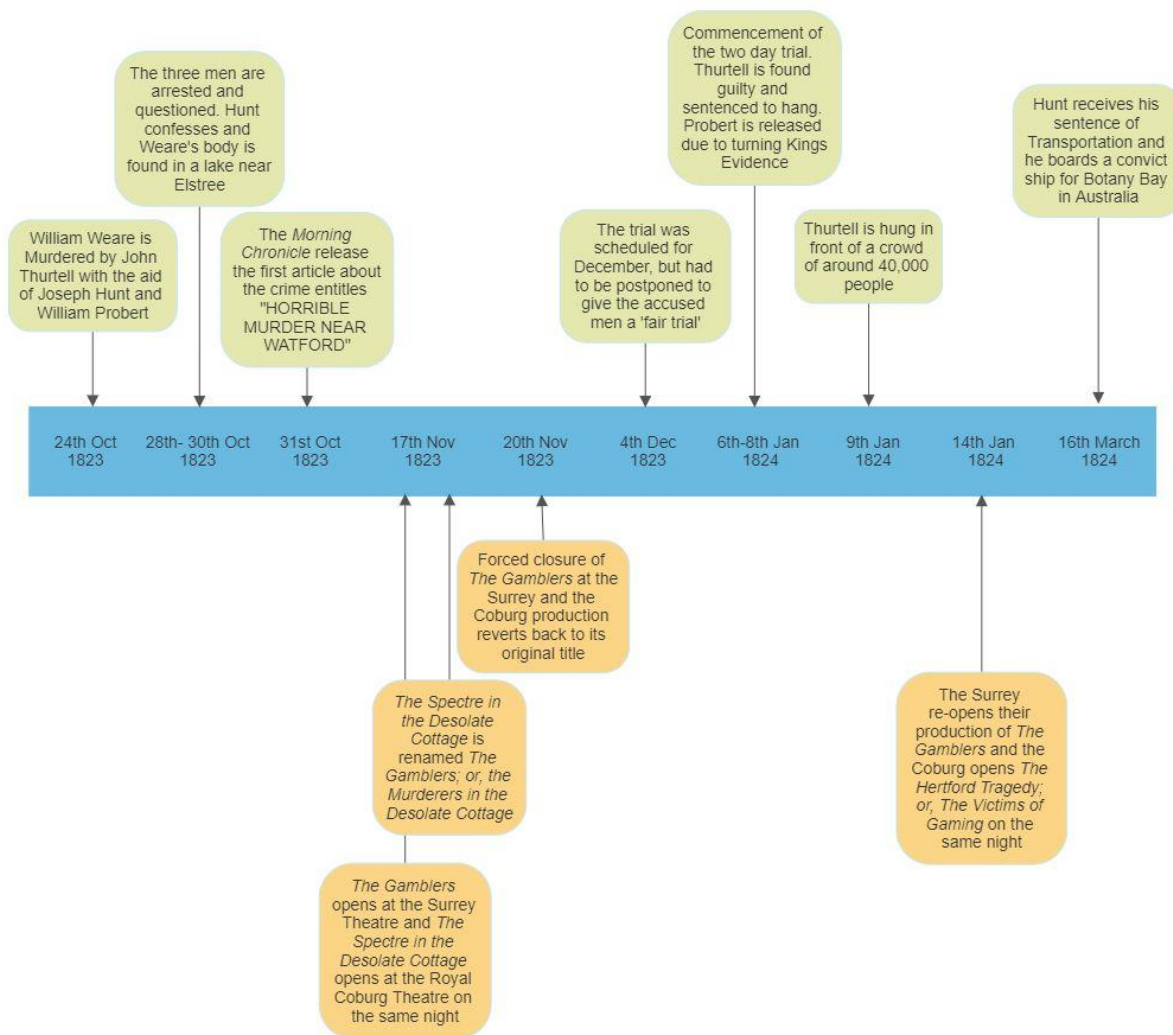 The three men are
arrested and
questioned. Hunt
confesses and
Weare's body is
found in a lake near
Elstree
Commencement of
the two day trial.
Thurtell is found
guilty and
sentenced to hang.
Probert is released
due to turning Kings
Evidence
Hunt receives his
sentence of
Transportation and
he boards a convict
ship for Botany Bay
in Australia
William Weare is
Murdered by John
Thurtell with the aid
of Joseph Hunt and
William Probert
The Morning
Chronicle release
the first article about
the crime entitles
"HORRIBLE
MURDER NEAR
WATFORD"
The trial was
scheduled for
December, but had
to be postponed to
give the accused
men a 'fair trial'
Thurtell is hung in
front of a crowd
of around 40,000
people
24th Oct
1823
28th- 30th Oct
1823
31st Oct
1823
17th Nov
1823
20th Nov
1823
4th Dec
1823
6th-8th Jan
1824
9th Jan
1824
14th Jan
1824
16th March
1824
Forced closure of
The Gamblers at the
Surrey and the
Coburg production
reverts back to its
original title
The Spectre in
the Desolate
Cottage is
renamed The
Gamblers; or, the
Murderers in the
Desolate Cottage
The Surrey
re-opens their
production of The
Gamblers and the
Coburg opens The
Hertford Tragedy;
or, The Victims of
Gaming on the
same night
The Gamblers
opens at the Surrey
Theatre and The
Spectre in the
Desolate Cottage
opens at the Royal
Coburg Theatre on
the same night